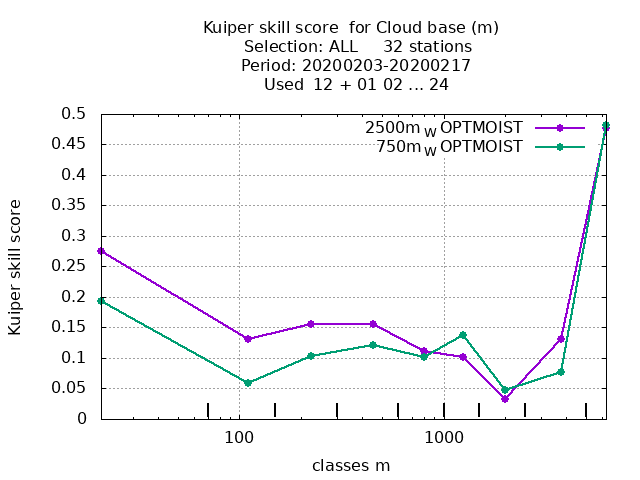 Kuiper skill score  for Cloud base (m)
Selection: ALL     32 stations
Period: 20200203-20200217
Used  12 + 01 02 ... 24
2500m W OPTMOIST
750m W OPTMOIST
0.5
0.45
0.4
0.35
0.3
0.25
0.2
0.15
0.1
0.05
0
Kuiper skill score
100
1000
classes m